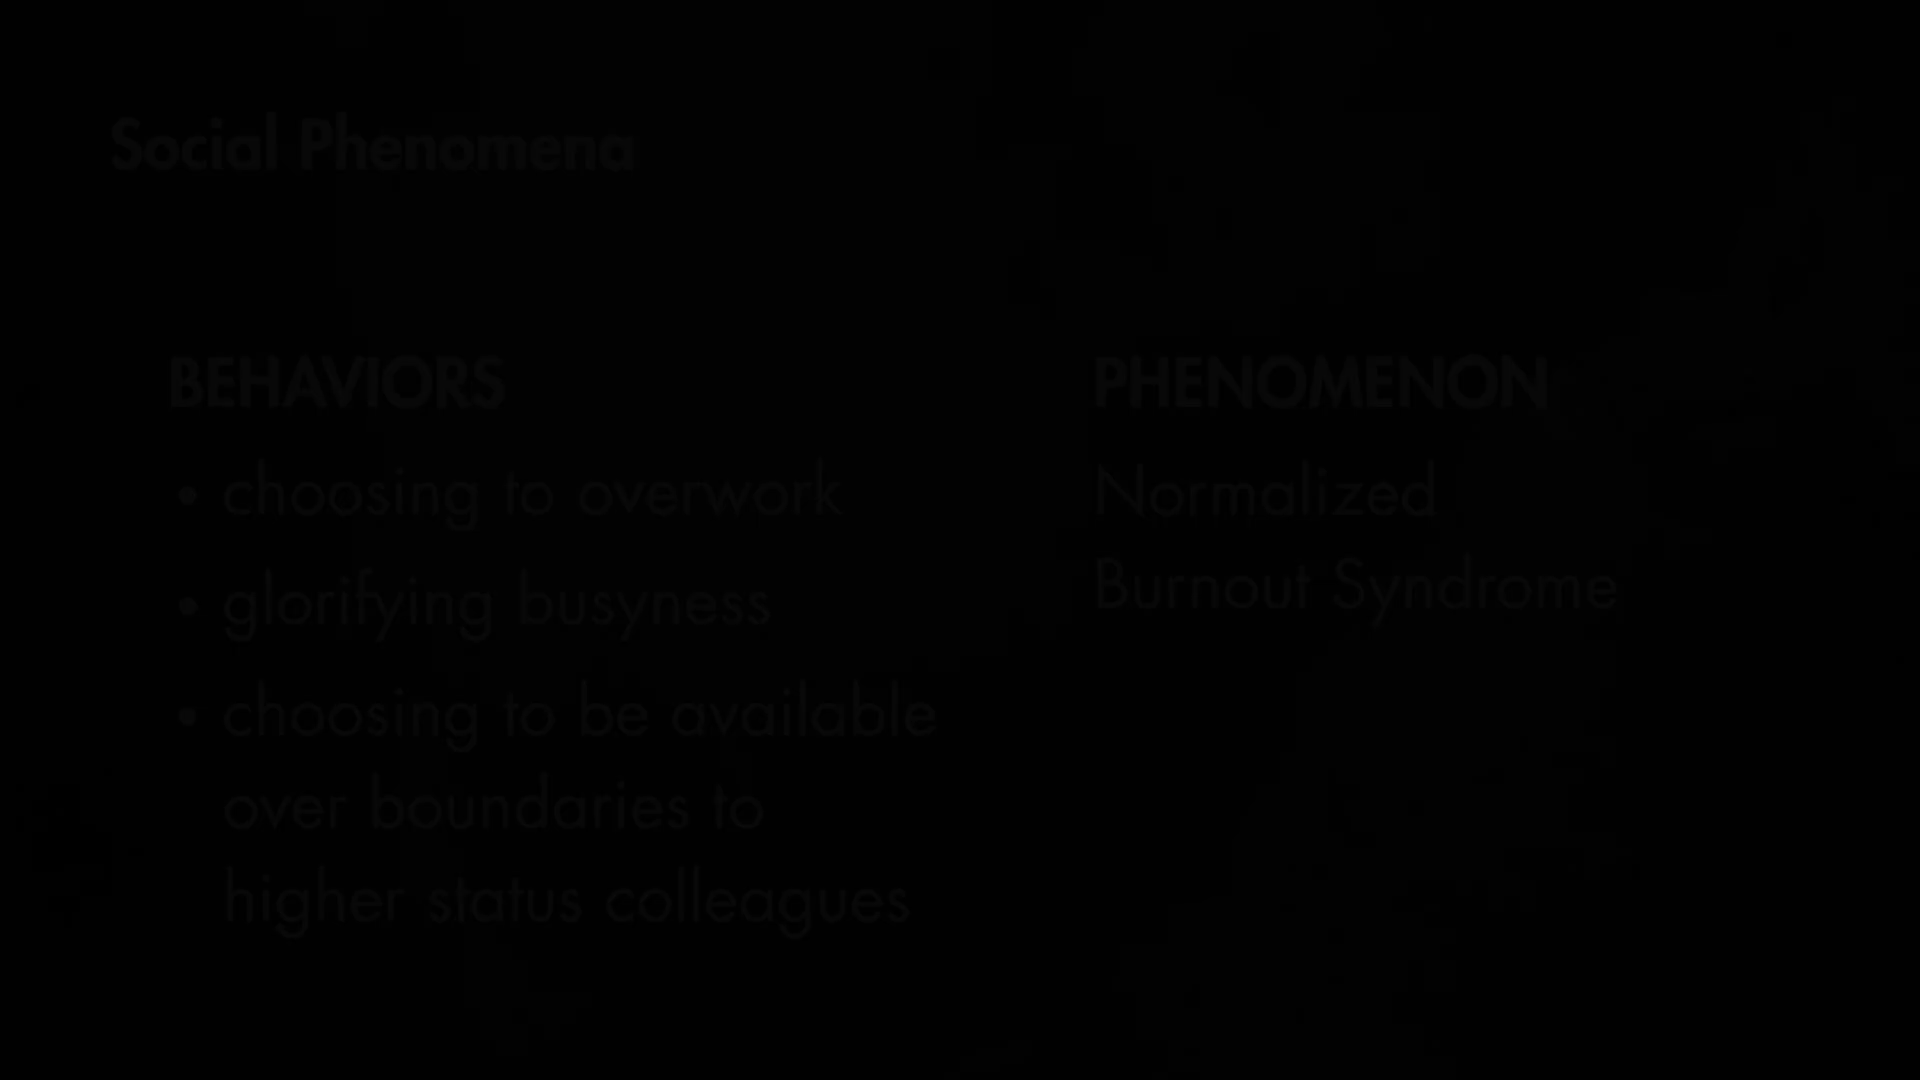 Social Phenomena
BEHAVIORS
• choosing to overwork
• glorifying busyness
• choosing to be available
over boundaries to
higher status colleagues
PHENOMENON
Normalized
Burnout Syndrome